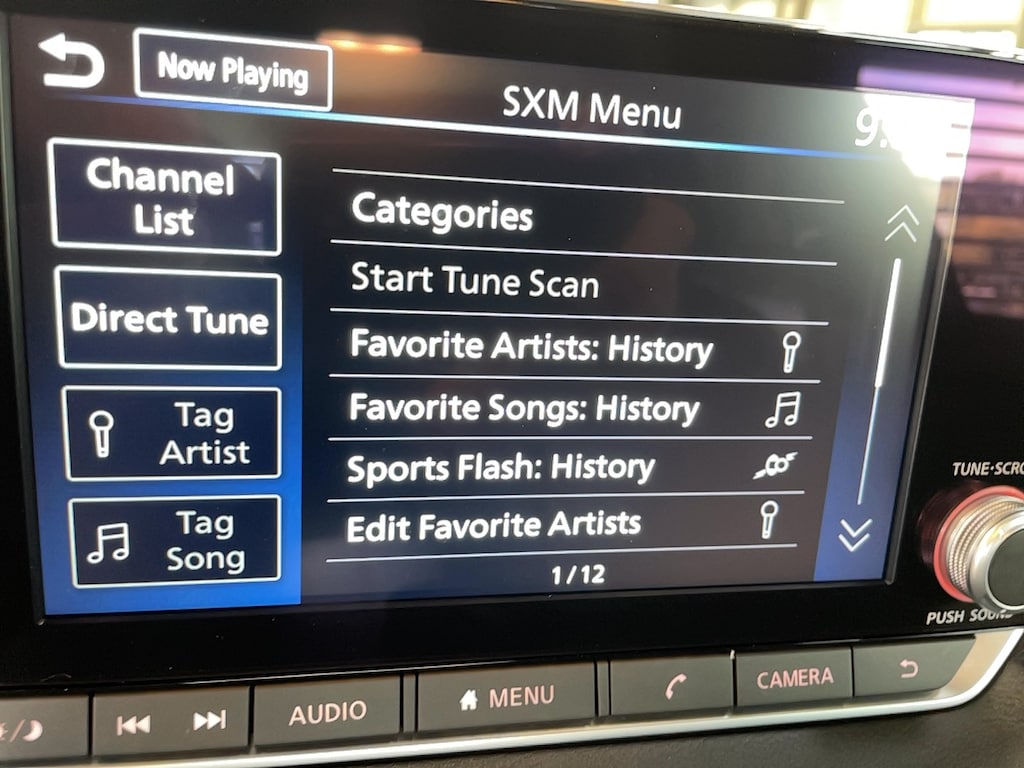 Now Playing
SXM Menu
Channel
List
Direct Tune
Tag
Artist
Tag
Song
Categories
Start Tune Scan
Favorite Artists: History
Favorite Songs: History
Sports Flash: History
Edit Favorite Artists
1/12
TUNE·SCRO
PUSH SOUND
AUDIO
MENU
CAMERA